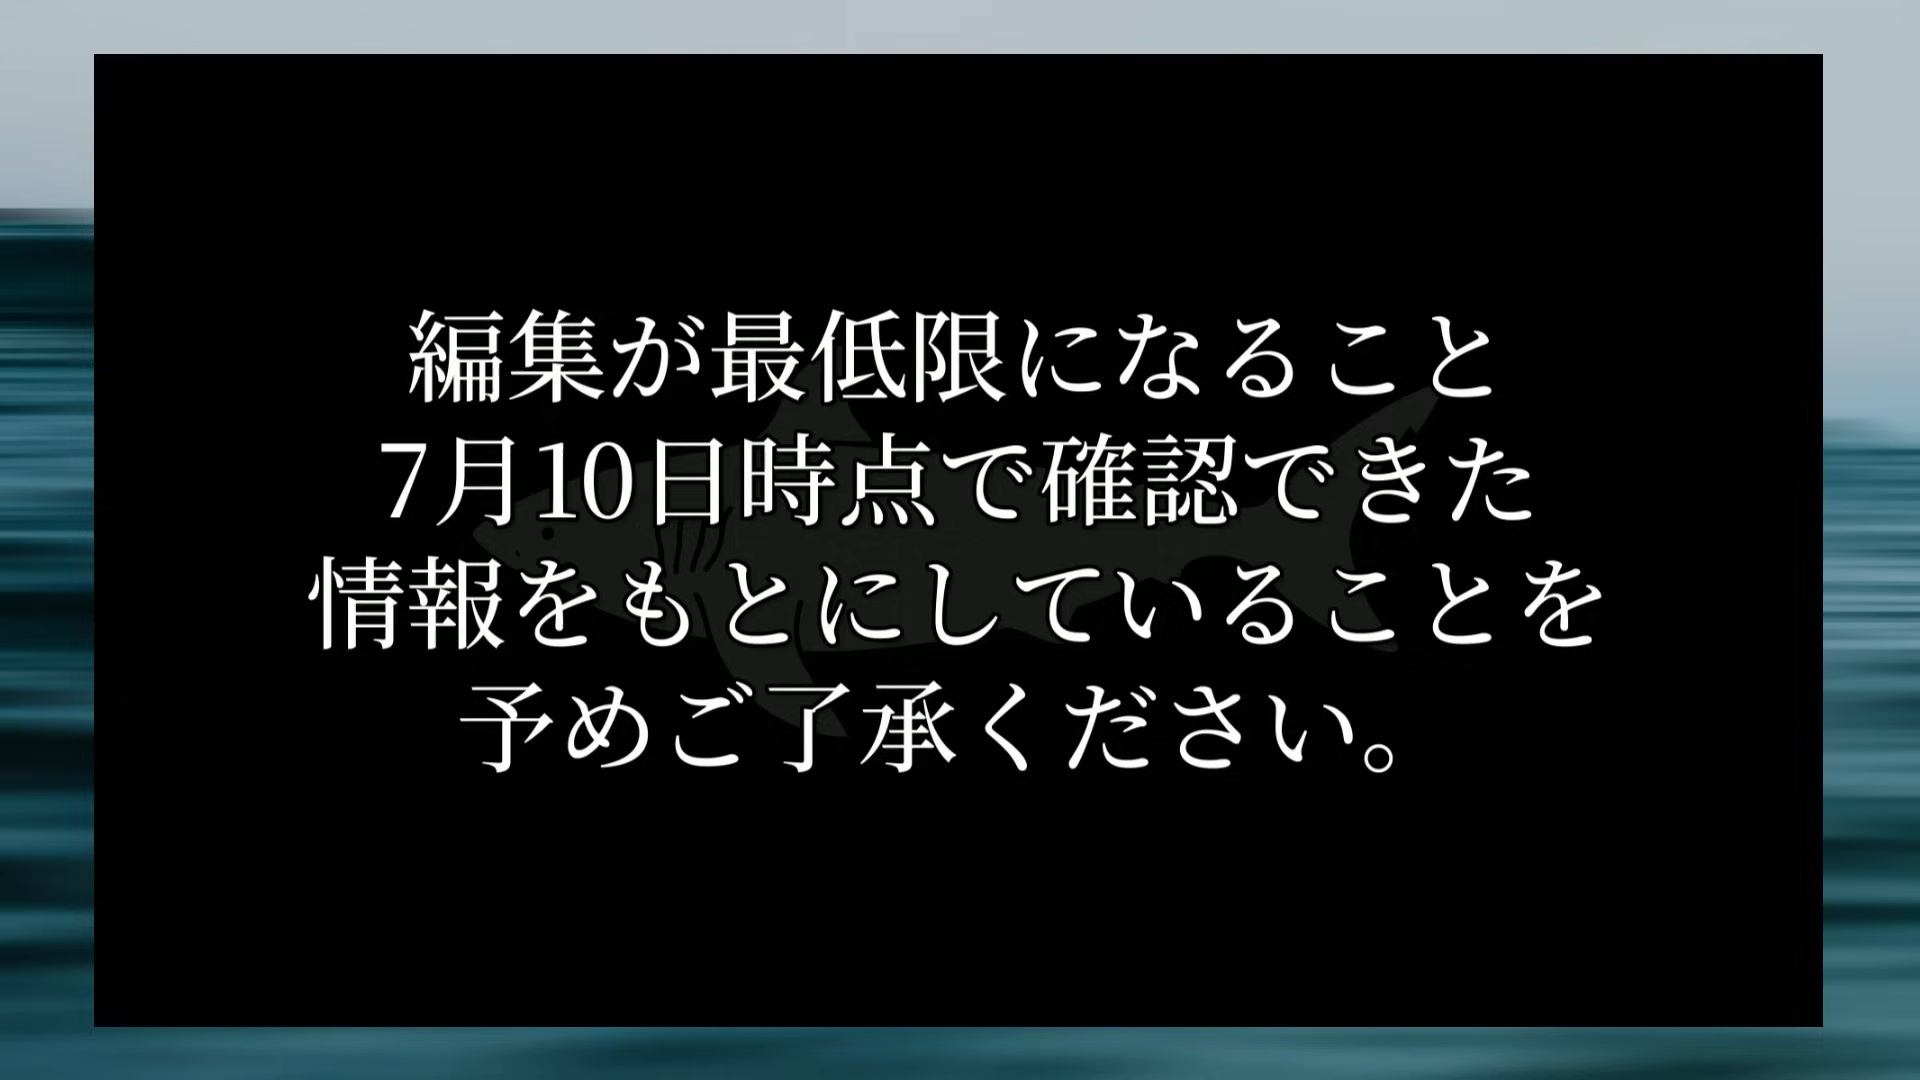 編集が最低限になること
7月10日時点で確認できた
情報をもとにしていることを
予めご了承ください。